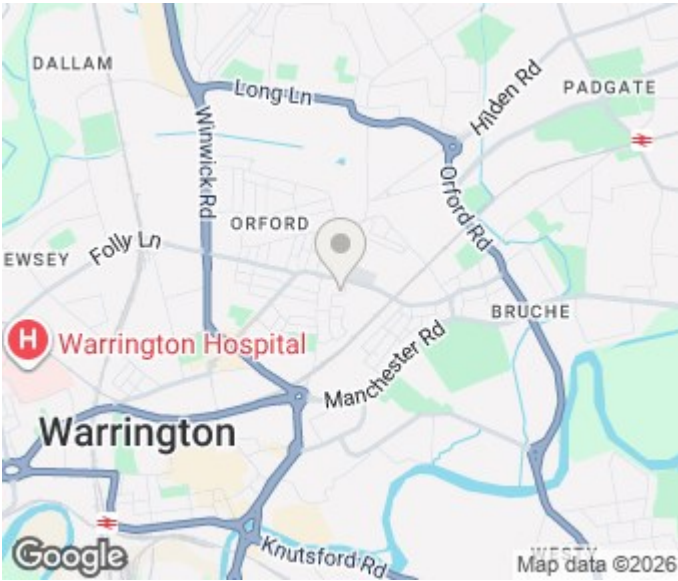 DALLAM
Long Ln
Hilden Rd
PADGATE
Winwick Rd
ORFORD
Orford Rd
Folly Ln
EWSEY
BRUCHE
H
Warrington Hospital
Manchester Rd
Warrington
Knutsford Rd
Google
Map data ©2026